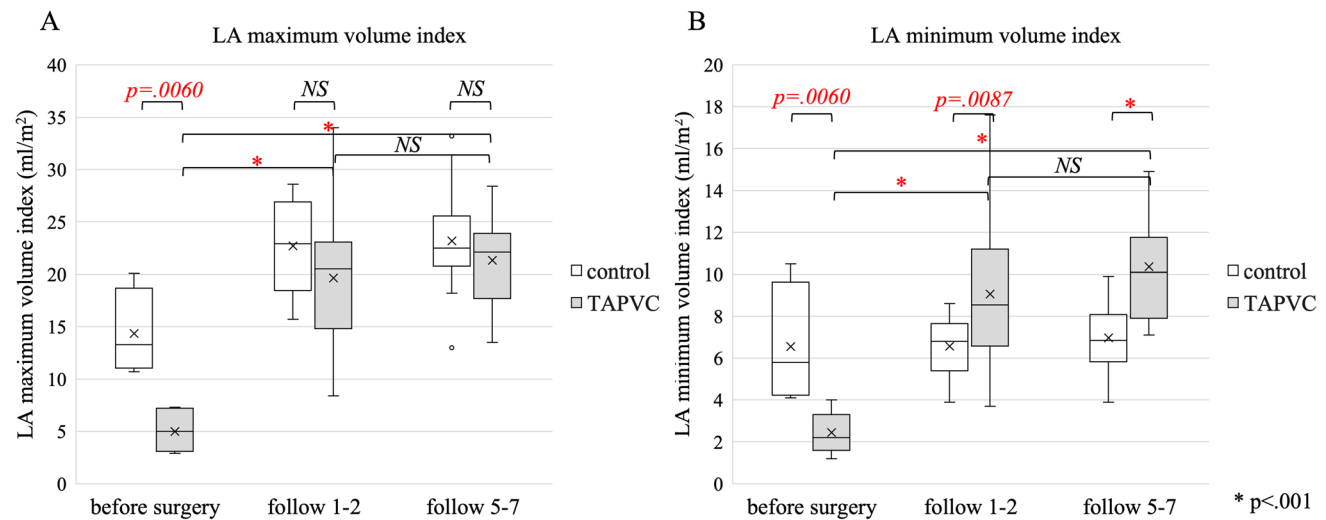 A
LA maximum volume index
LA maximum volume index (ml/m²)
40
35
30
25
20
15
10
5
0
p=.0060
NS
NS
*
NS
*
before surgery
follow 1-2
follow 5-7
control
TAPVC
B
LA minimum volume index
LA minimum volume index (ml/m²)
20
18
16
14
12
10
8
6
4
2
0
p=.0060
p=.0087
*
*
NS
*
before surgery
follow 1-2
follow 5-7
control
TAPVC
* p<.001